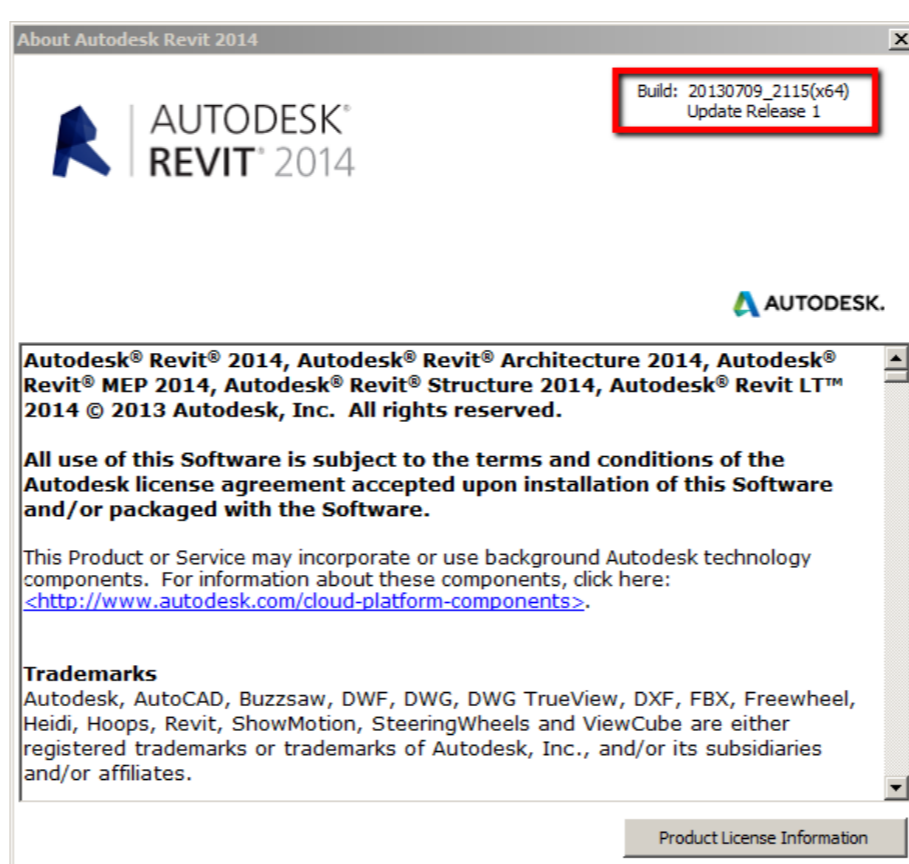 About Autodesk Revit 2014
Build: 20130709_2115(x64)
Update Release 1
AUTODESK®
REVIT® 2014
AUTODESK.
Autodesk® Revit® 2014, Autodesk® Revit® Architecture 2014, Autodesk®
Revit® MEP 2014, Autodesk® Revit® Structure 2014, Autodesk® Revit LT™
2014 © 2013 Autodesk, Inc.  All rights reserved.
All use of this Software is subject to the terms and conditions of the
Autodesk license agreement accepted upon installation of this Software
and/or packaged with the Software.
This Product or Service may incorporate or use background Autodesk technology
components.  For information about these components, click here:
<http://www.autodesk.com/cloud-platform-components>.
Trademarks
Autodesk, AutoCAD, Buzzsaw, DWF, DWG, DWG TrueView, DXF, FBX, Freewheel,
Heidi, Hoops, Revit, ShowMotion, SteeringWheels and ViewCube are either
registered trademarks or trademarks of Autodesk, Inc., and/or its subsidiaries
and/or affiliates.
Product License Information